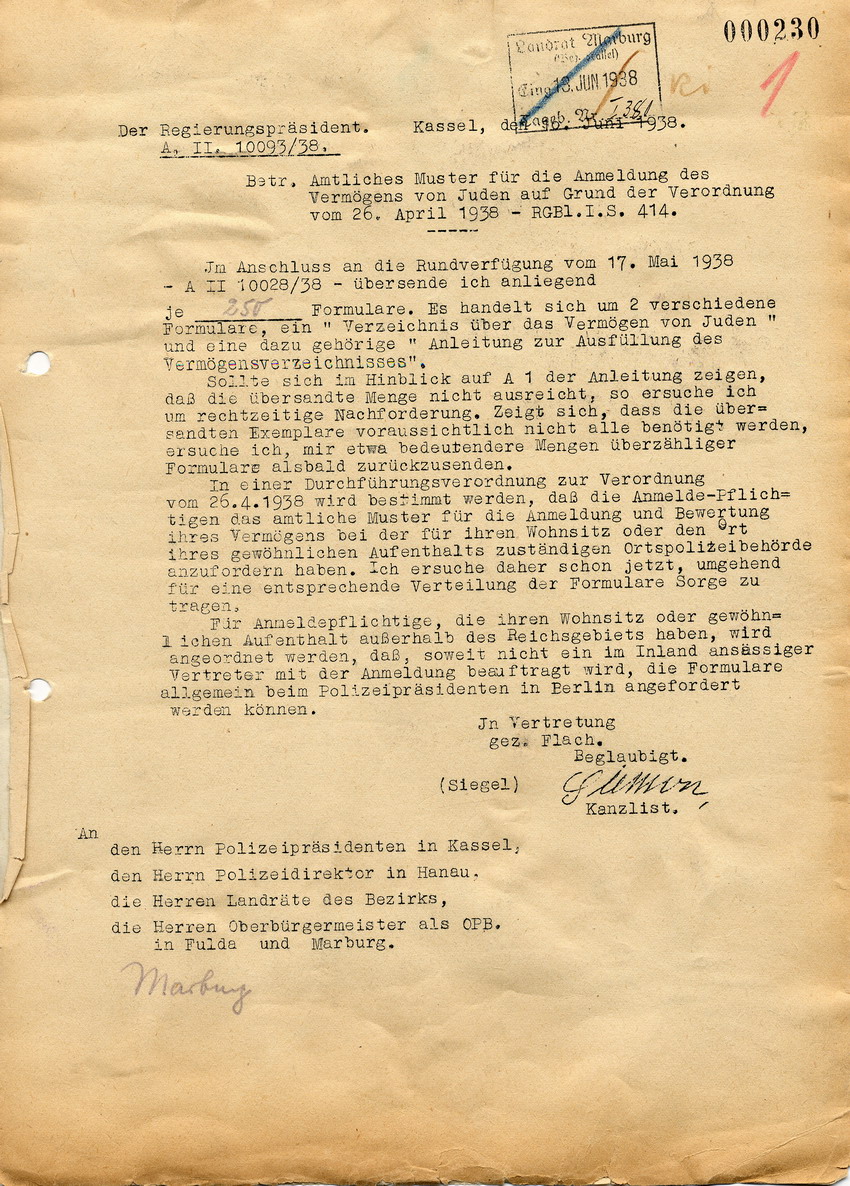 000230
Landrat Marburg
(Bez. Kassel)
Eing 13. JUN 1938
Tageb. Nr. I 381
1
Der Regierungspräsident. Kassel, den 10. Juni 1938.
A. II. 10093/38.
Betr. Amtliches Muster für die Anmeldung des
Vermögens von Juden auf Grund der Verordnung
vom 26. April 1938 - RGBl.I.S. 414.
-----
Jm Anschluss an die Rundverfügung vom 17. Mai 1938
- A II 10028/38 - übersende ich anliegend
je 250 Formulare. Es handelt sich um 2 verschiedene
Formulare, ein " Verzeichnis über das Vermögen von Juden "
und eine dazu gehörige " Anleitung zur Ausfüllung des
Vermögensverzeichnisses".
Sollte sich im Hinblick auf A 1 der Anleitung zeigen,
daß die übersandte Menge nicht ausreicht, so ersuche ich
um rechtzeitige Nachforderung. Zeigt sich, dass die über=
sandten Exemplare voraussichtlich nicht alle benötigt werden,
ersuche ich, mir etwa bedeutendere Mengen überzähliger
Formulare alsbald zurückzusenden.
In einer Durchführungsverordnung zur Verordnung
vom 26.4.1938 wird bestimmt werden, daß die Anmelde-Pflich=
tigen das amtliche Muster für die Anmeldung und Bewertung
ihres Vermögens bei der für ihren Wohnsitz oder den Ort
ihres gewöhnlichen Aufenthalts zuständigen Ortspolizeibehörde
anzufordern haben. Ich ersuche daher schon jetzt, umgehend
für eine entsprechende Verteilung der Formulare Sorge zu
tragen.
Für Anmeldepflichtige, die ihren Wohnsitz oder gewöhn=
lichen Aufenthalt außerhalb des Reichsgebiets haben, wird
angeordnet werden, daß, soweit nicht ein im Inland ansässiger
Vertreter mit der Anmeldung beauftragt wird, die Formulare
allgemein beim Polizeipräsidenten in Berlin angefordert
werden können.
Jn Vertretung
gez. Flach.
Beglaubigt.
(Siegel)
Kanzlist.
An
den Herrn Polizeipräsidenten in Kassel,
den Herrn Polizeidirektor in Hanau,
die Herren Landräte des Bezirks,
die Herren Oberbürgermeister als OPB.
in Fulda und Marburg.
Marburg